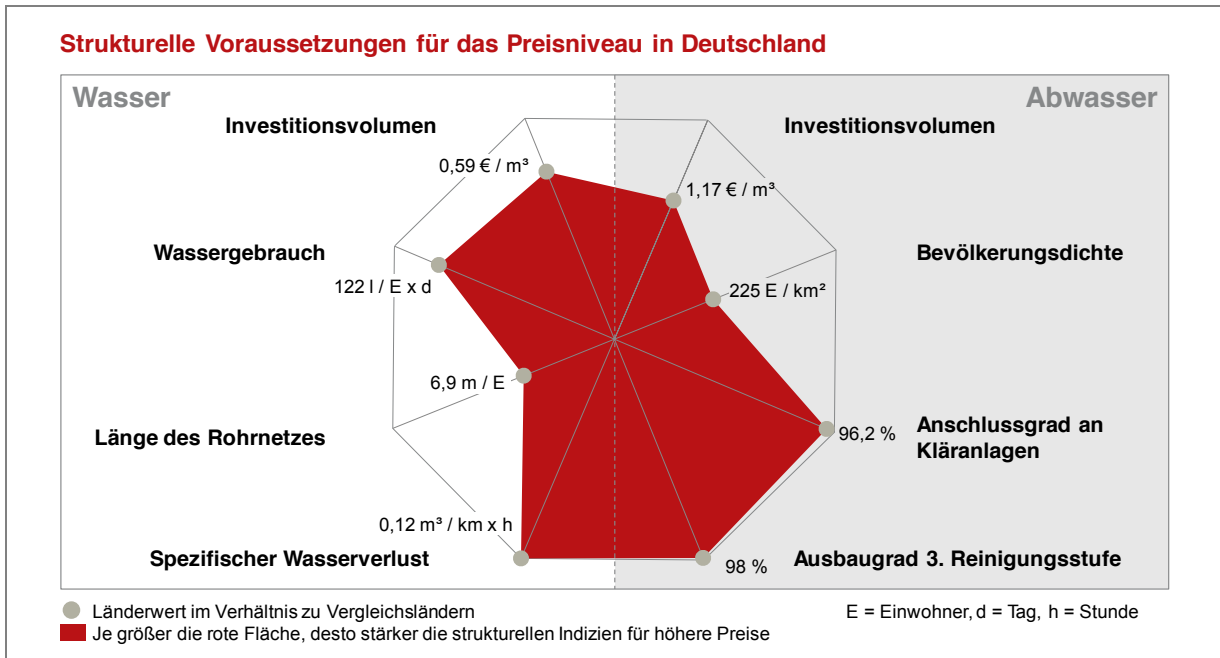 Strukturelle Voraussetzungen für das Preisniveau in Deutschland
Wasser
Abwasser
Investitionsvolumen
0,59 € / m³
Investitionsvolumen
1,17 € / m³
Wassergebrauch
122 l / E x d
Bevölkerungsdichte
225 E / km²
Länge des Rohrnetzes
6,9 m / E
Anschlussgrad an
Kläranlagen
96,2 %
Spezifischer Wasserverlust
0,12 m³ / km x h
Ausbaugrad 3. Reinigungsstufe
98 %
Länderwert im Verhältnis zu Vergleichsländern
E = Einwohner, d = Tag, h = Stunde
Je größer die rote Fläche, desto stärker die strukturellen Indizien für höhere Preise